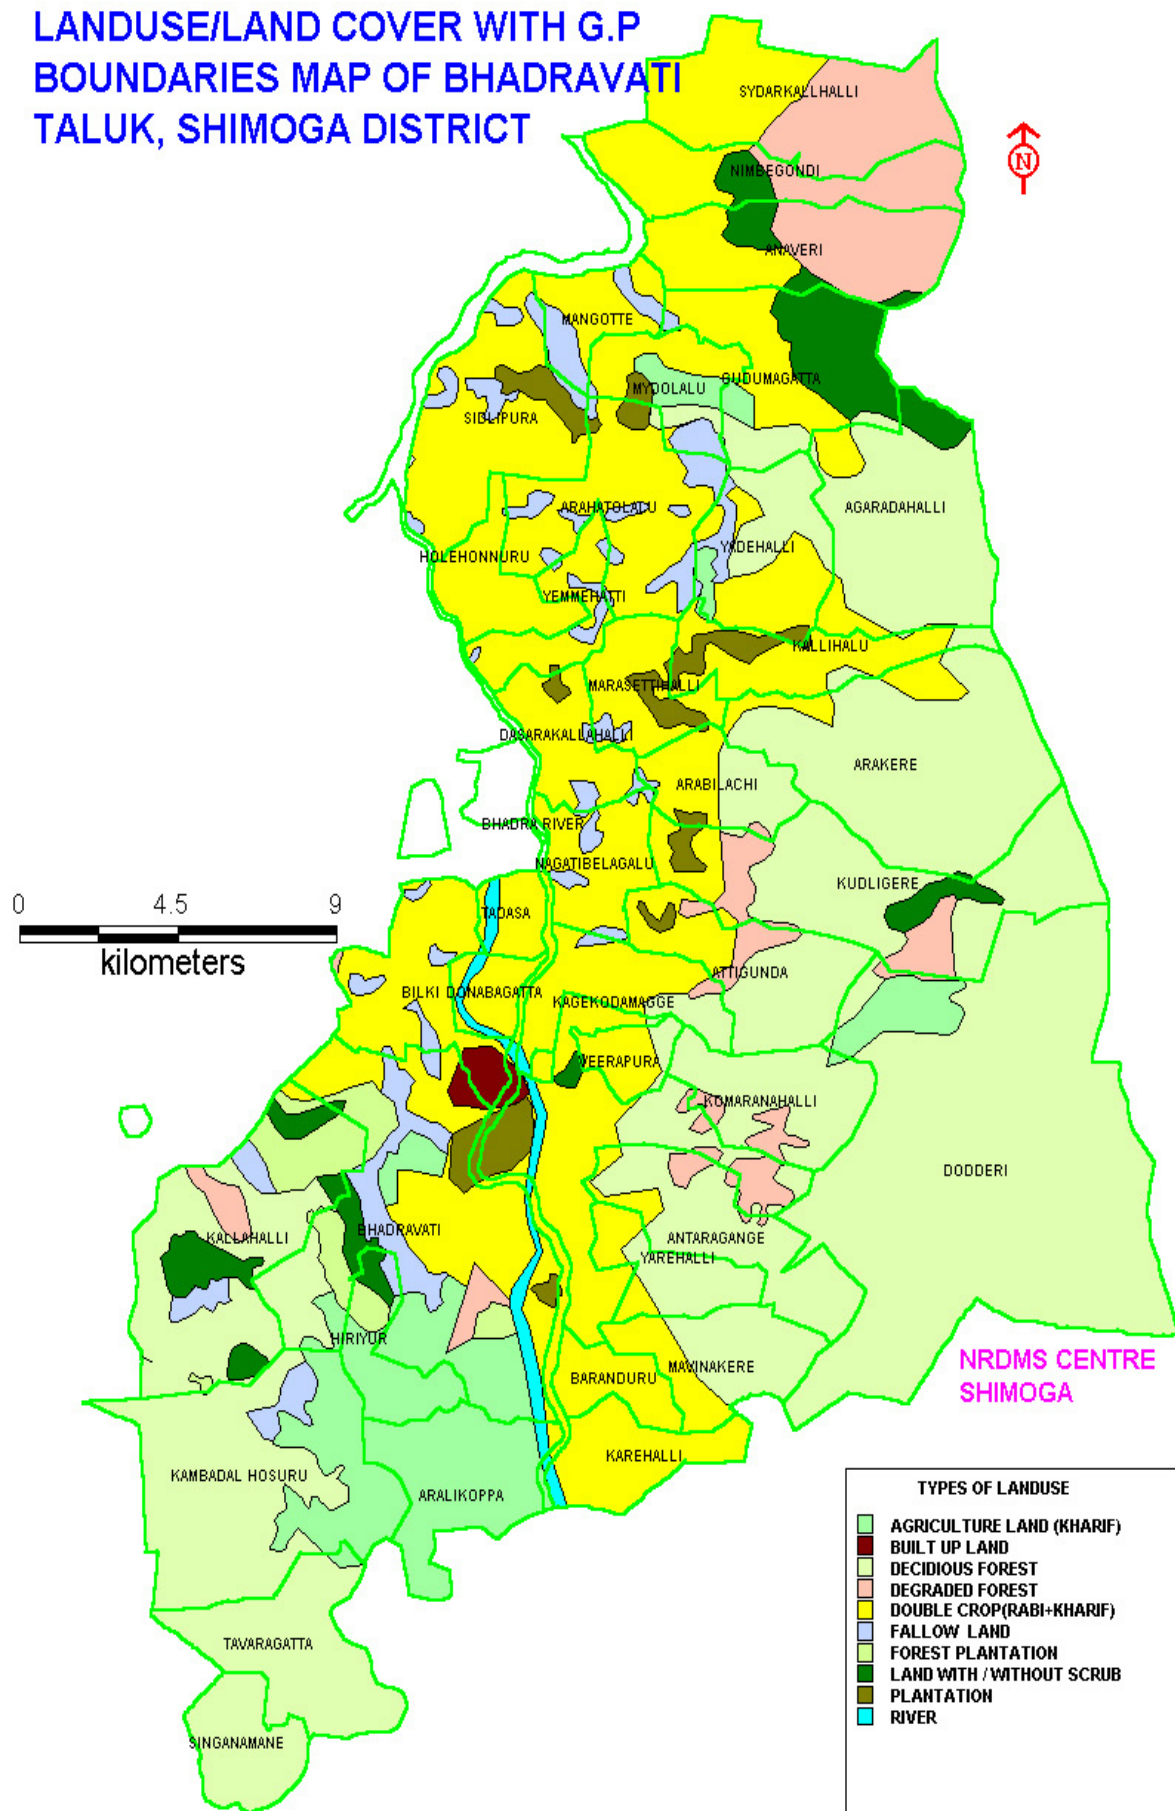 LANDUSE/LAND COVER WITH G.P
BOUNDARIES MAP OF BHADRAVATI
TALUK, SHIMOGA DISTRICT
SYDARKALLHALLI
N
NIMBEGONDI
ANAVERI
MANGOTTE
MYDOLALU
GUDUMAGATTA
SIDLIPURA
ARAHATOLALU
AGARADAHALLI
HOLEHONNURU
YADEHALLI
YEMMEHATTI
KALLIHALU
MARASETTIHALLI
DASARAKALLAHALLI
ARAKERE
ARABILACHI
BHADRA RIVER
NAGATIBELAGALU
KUDLIGERE
0 4.5 9
kilometers
TADASA
ATTIGUNDA
BILKI
DONABAGATTA
KAGEKODAMAGGE
VEERAPURA
KOMARANAHALLI
DODDERI
BHADRAVATI
KALLAHALLI
ANTARAGANGE
YAREHALLI
HIRIYUR
MAVINAKERE
BARANDURU
NRDMS CENTRE
SHIMOGA
KAREHALLI
KAMBADAL HOSURU
ARALIKOPPA
TAVARAGATTA
SINGANAMANE
TYPES OF LANDUSE
AGRICULTURE LAND (KHARIF)
BUILT UP LAND
DECIDIOUS FOREST
DEGRADED FOREST
DOUBLE CROP(RABI+KHARIF)
FALLOW LAND
FOREST PLANTATION
LAND WITH / WITHOUT SCRUB
PLANTATION
RIVER